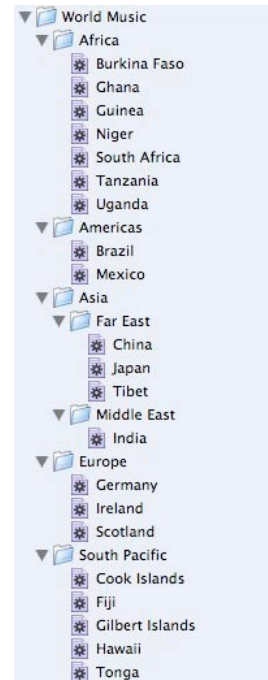 World Music
Africa
Burkina Faso
Ghana
Guinea
Niger
South Africa
Tanzania
Uganda
Americas
Brazil
Mexico
Asia
Far East
China
Japan
Tibet
Middle East
India
Europe
Germany
Ireland
Scotland
South Pacific
Cook Islands
Fiji
Gilbert Islands
Hawaii
Tonga